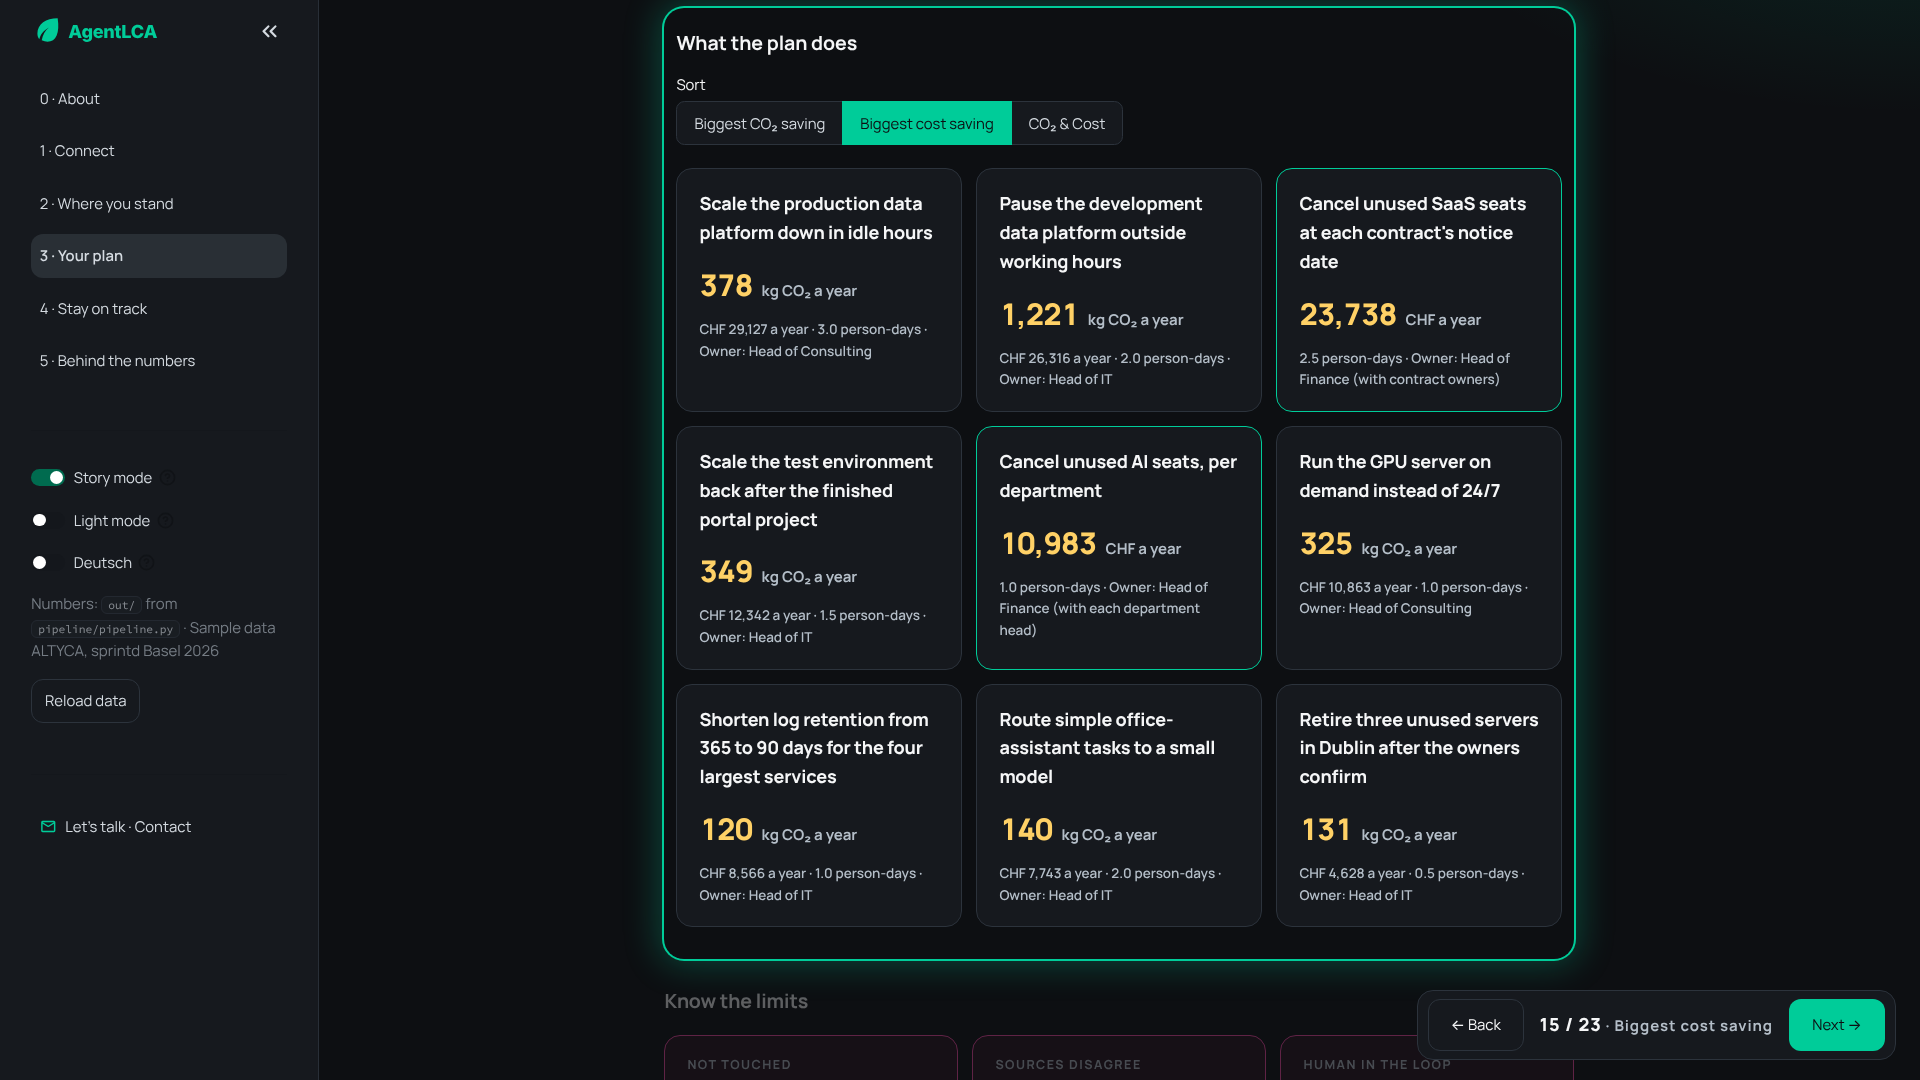 AgentLCA
0 · About
1 · Connect
2 · Where you stand
3 · Your plan
4 · Stay on track
5 · Behind the numbers
Story mode
Light mode
Deutsch
Numbers: out/ from
pipeline/pipeline.py · Sample data
ALTYCA, sprintd Basel 2026
Reload data
Let's talk · Contact
What the plan does
Sort
Biggest CO₂ saving
Biggest cost saving
CO₂ & Cost
Scale the production data
platform down in idle hours
378 kg CO₂ a year
CHF 29,127 a year · 3.0 person-days ·
Owner: Head of Consulting
Pause the development
data platform outside
working hours
1,221 kg CO₂ a year
CHF 26,316 a year · 2.0 person-days ·
Owner: Head of IT
Cancel unused SaaS seats
at each contract's notice
date
23,738 CHF a year
2.5 person-days · Owner: Head of
Finance (with contract owners)
Scale the test environment
back after the finished
portal project
349 kg CO₂ a year
CHF 12,342 a year · 1.5 person-days ·
Owner: Head of IT
Cancel unused AI seats, per
department
10,983 CHF a year
1.0 person-days · Owner: Head of
Finance (with each department
head)
Run the GPU server on
demand instead of 24/7
325 kg CO₂ a year
CHF 10,863 a year · 1.0 person-days ·
Owner: Head of Consulting
Shorten log retention from
365 to 90 days for the four
largest services
120 kg CO₂ a year
CHF 8,566 a year · 1.0 person-days ·
Owner: Head of IT
Route simple office-
assistant tasks to a small
model
140 kg CO₂ a year
CHF 7,743 a year · 2.0 person-days ·
Owner: Head of IT
Retire three unused servers
in Dublin after the owners
confirm
131 kg CO₂ a year
CHF 4,628 a year · 0.5 person-days ·
Owner: Head of IT
Know the limits
NOT TOUCHED
SOURCES DISAGREE
HUMAN IN THE LOOP
← Back
15 / 23 · Biggest cost saving
Next →